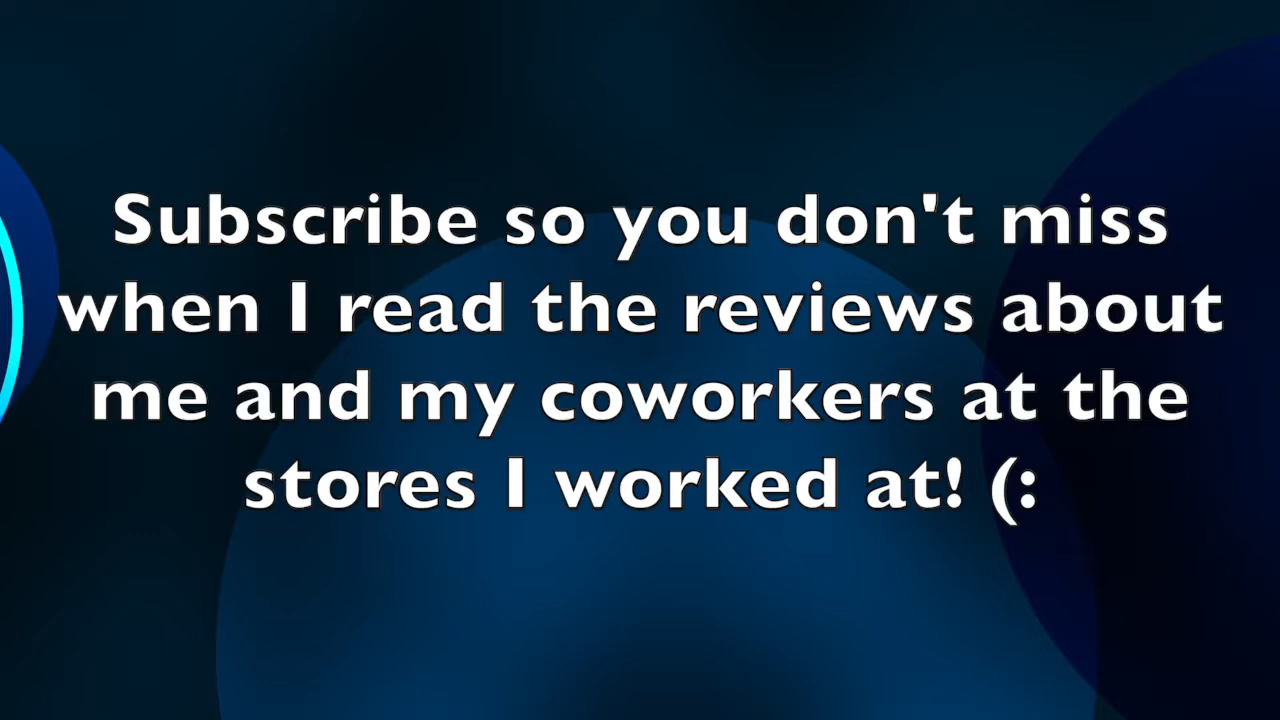 Subscribe so you don't miss
when I read the reviews about
me and my coworkers at the
stores I worked at! (: